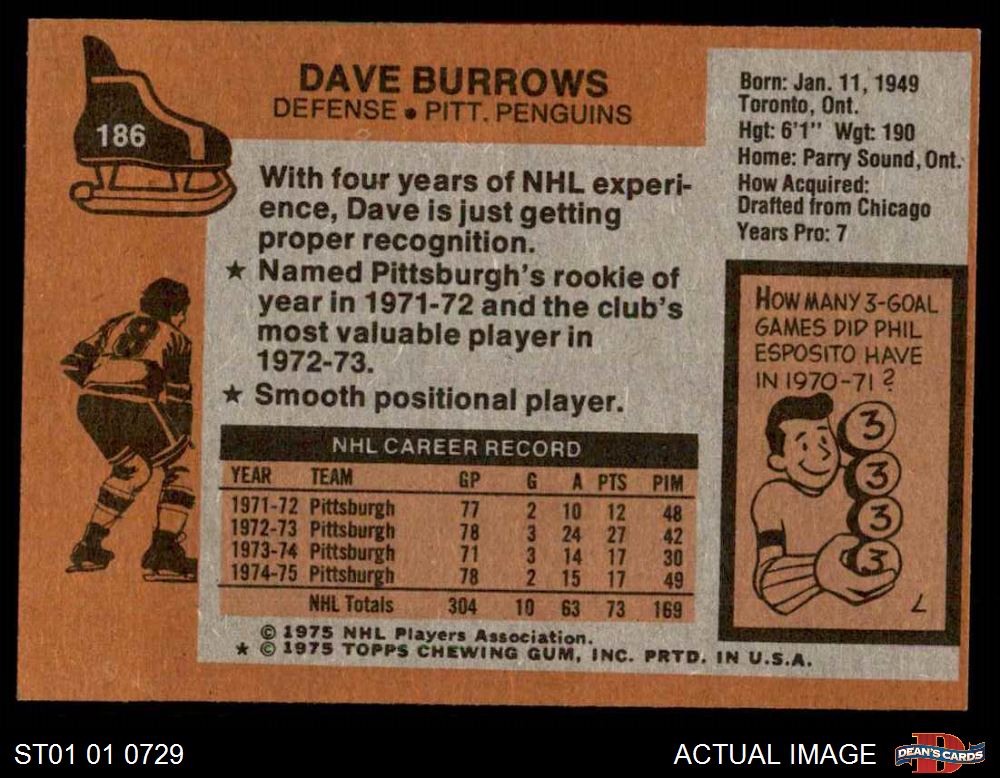 186
DAVE BURROWS
DEFENSE • PITT. PENGUINS
With four years of NHL experi-
ence, Dave is just getting
proper recognition.
★ Named Pittsburgh's rookie of
year in 1971-72 and the club's
most valuable player in
1972-73.
★ Smooth positional player.
NHL CAREER RECORD
YEAR TEAM GP G A PTS PIM
1971-72 Pittsburgh 77 2 10 12 48
1972-73 Pittsburgh 78 3 24 27 42
1973-74 Pittsburgh 71 3 14 17 30
1974-75 Pittsburgh 78 2 15 17 49
NHL Totals 304 10 63 73 169
© 1975 NHL Players Association.
★ © 1975 TOPPS CHEWING GUM, INC. PRTD. IN U.S.A.
Born: Jan. 11, 1949
Toronto, Ont.
Hgt: 6'1" Wgt: 190
Home: Parry Sound, Ont.
How Acquired:
Drafted from Chicago
Years Pro: 7
HOW MANY 3-GOAL
GAMES DID PHIL
ESPOSITO HAVE
IN 1970-71?
3
3
3
3
7
8
ST01 01 0729
ACTUAL IMAGE
D
DEAN'S CARDS